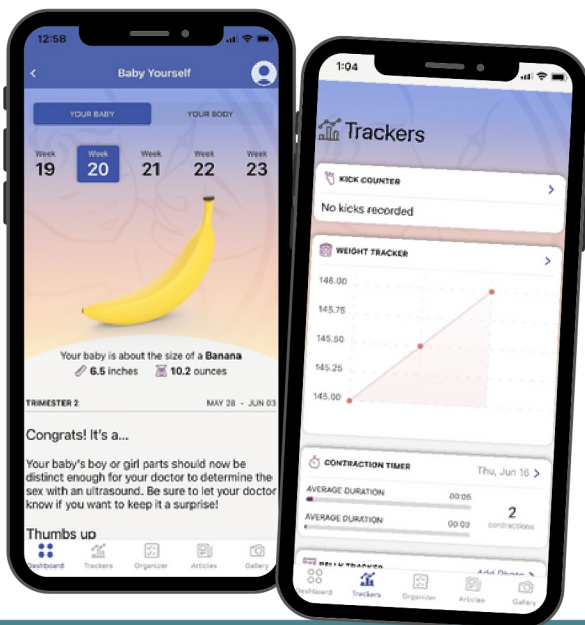 12:58
Baby Yourself
YOUR BABY YOUR BODY
Week Week Week Week Week
19 20 21 22 23
Your baby is about the size of a Banana
6.5 inches 10.2 ounces
TRIMESTER 2 MAY 28 - JUN 03
Congrats! It's a...
Your baby's boy or girl parts should now be
distinct enough for your doctor to determine the
sex with an ultrasound. Be sure to let your doctor
know if you want to keep it a surprise!
Thumbs up
Dashboard Trackers Organizer Articles Gallery
1:04
Trackers
KICK COUNTER
No kicks recorded
WEIGHT TRACKER
146.00
145.75
145.50
145.25
145.00
CONTRACTION TIMER Thu, Jun 16
AVERAGE DURATION 00:05
2
contractions
AVERAGE DURATION 00:03
BELLY TRACKER Add Photo
Dashboard Trackers Organizer Articles Gallery